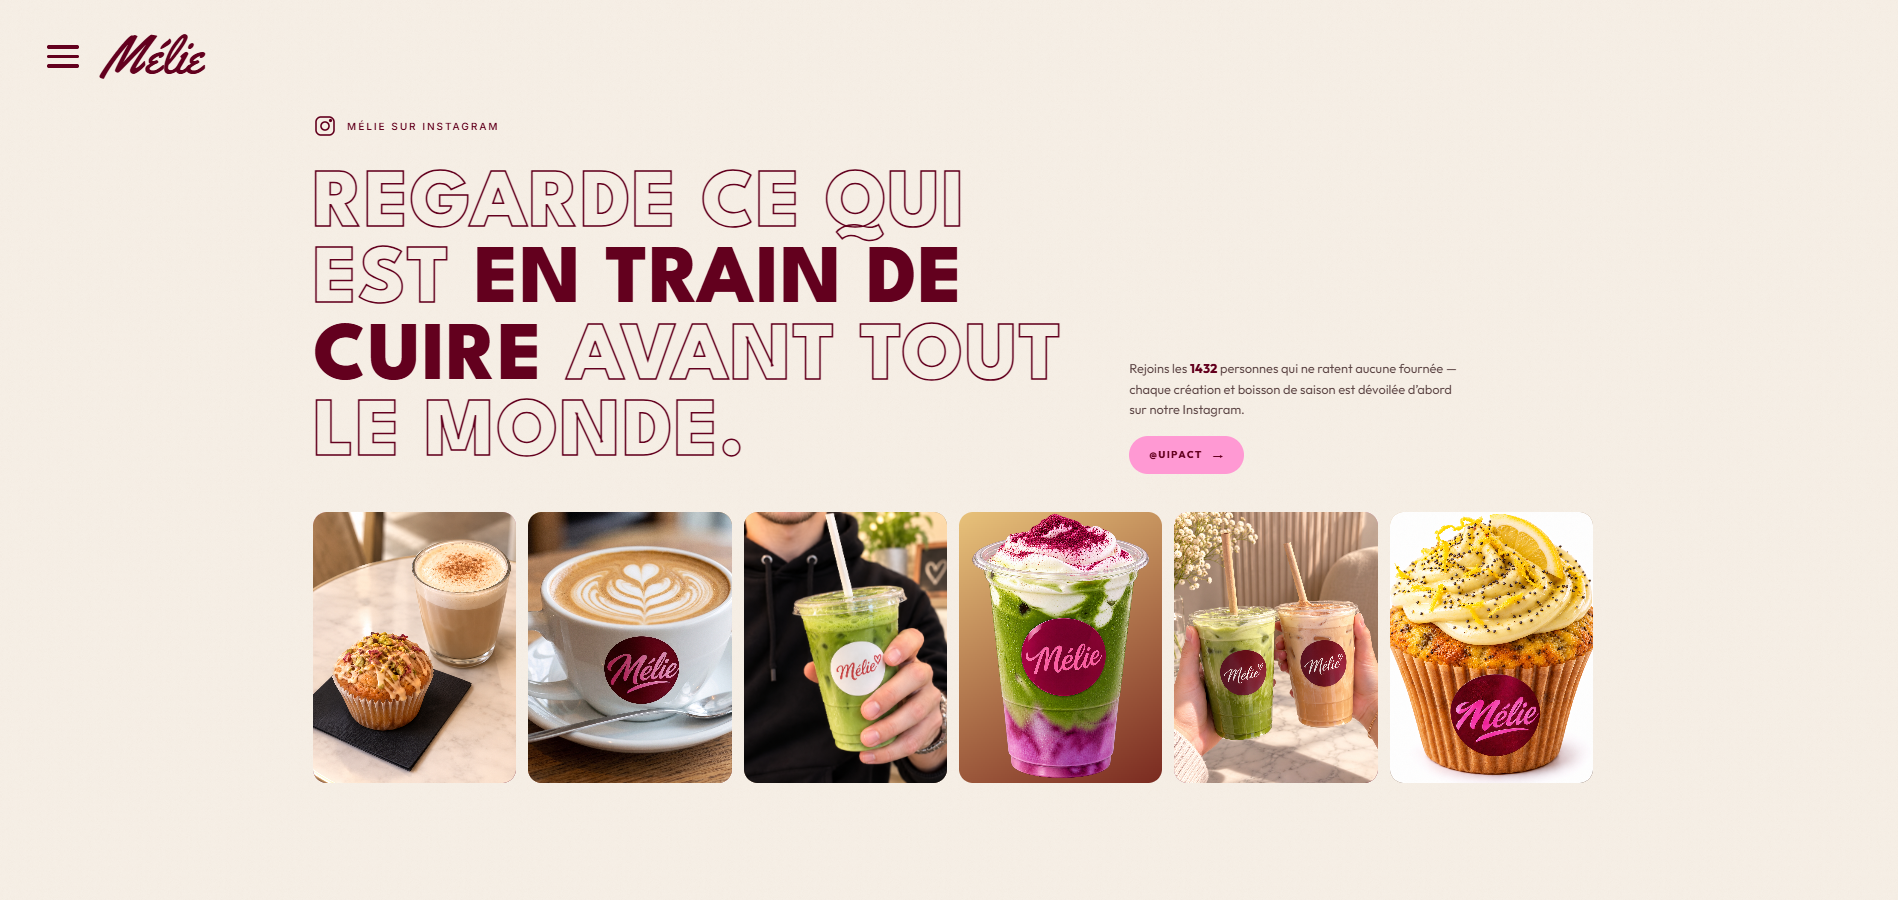 Mélie
MÉLIE SUR INSTAGRAM
REGARDE CE QUI
EST EN TRAIN DE
CUIRE AVANT TOUT
LE MONDE.
Rejoins les 1432 personnes qui ne ratent aucune fournée —
chaque création et boisson de saison est dévoilée d'abord
sur notre Instagram.
@UIPACT →
Mélie
Mélie
Mélie
Mélie
Mélie
Mélie